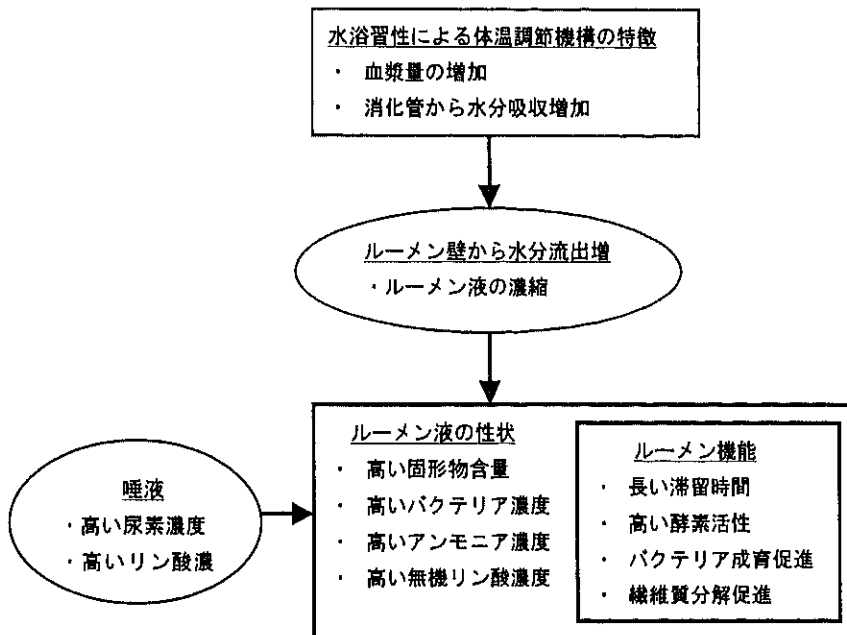 水浴習性による体温調節機構の特徴
・ 血漿量の増加
・ 消化管から水分吸収増加
ルーメン壁から水分流出増
・ルーメン液の濃縮
唾液
・高い尿素濃度
・高いリン酸濃
ルーメン液の性状
・ 高い固形物含量
・ 高いバクテリア濃度
・ 高いアンモニア濃度
・ 高い無機リン酸濃度
ルーメン機能
・ 長い滞留時間
・ 高い酵素活性
・ バクテリア成育促進
・ 繊維質分解促進